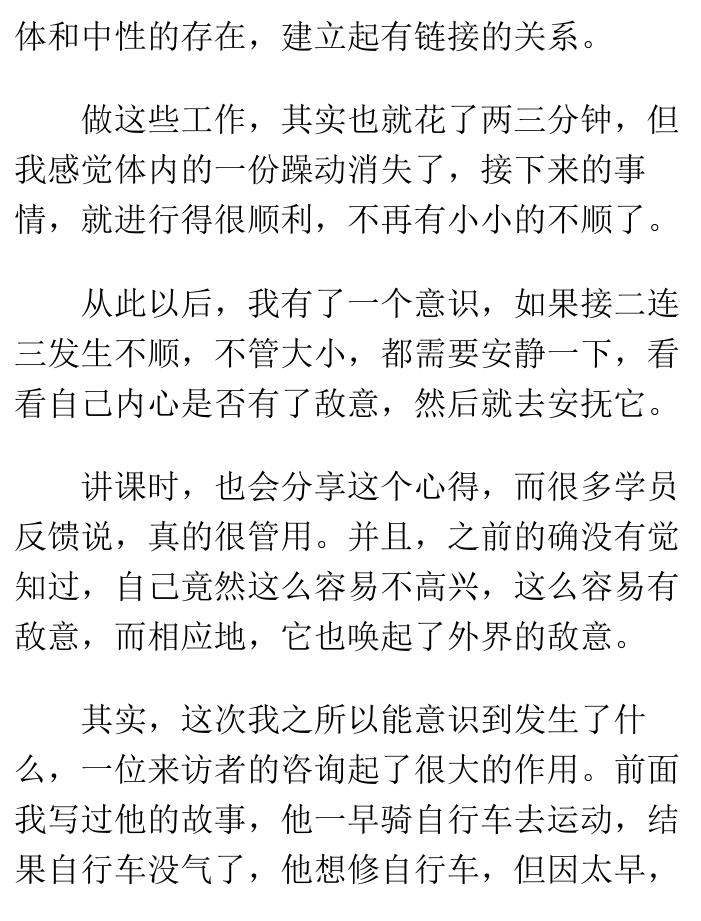 体和中性的存在，建立起有链接的关系。
做这些工作，其实也就花了两三分钟，但
我感觉体内的一份躁动消失了，接下来的事
情，就进行得很顺利，不再有小小的不顺了。
从此以后，我有了一个意识，如果接二连
三发生不顺，不管大小，都需要安静一下，看
看自己内心是否有了敌意，然后就去安抚它。
讲课时，也会分享这个心得，而很多学员
反馈说，真的很管用。并且，之前的确没有觉
知过，自己竟然这么容易不高兴，这么容易有
敌意，而相应地，它也唤起了外界的敌意。
其实，这次我之所以能意识到发生了什
么，一位来访者的咨询起了很大的作用。前面
我写过他的故事，他一早骑自行车去运动，结
果自行车没气了，他想修自行车，但因太早，